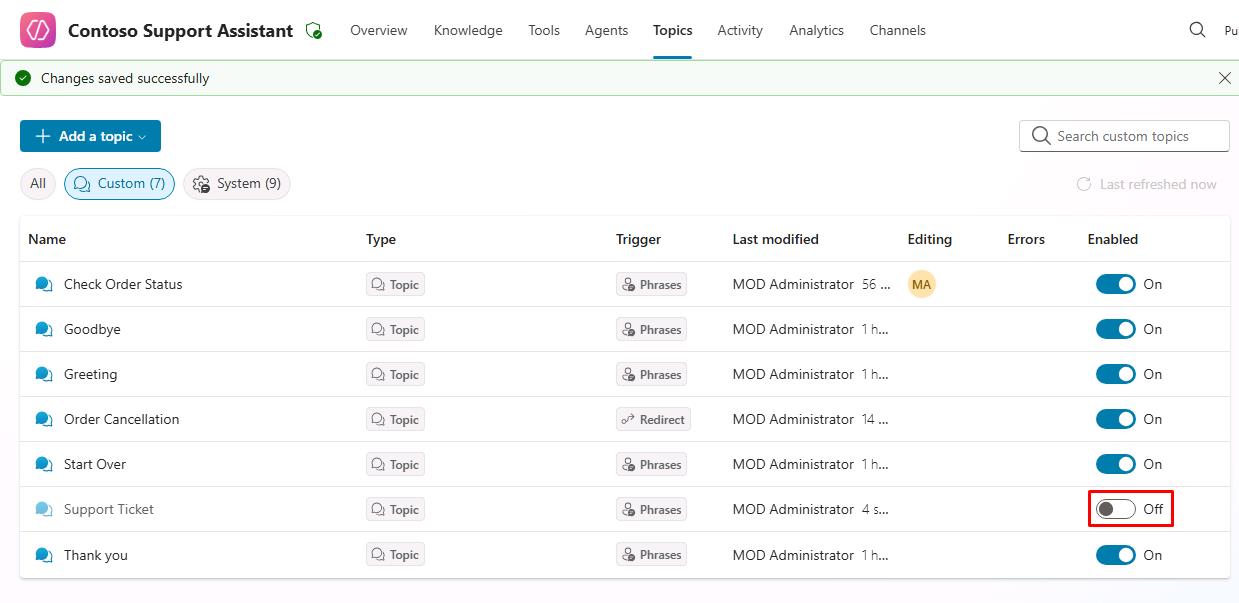 Contoso Support Assistant Overview Knowledge Tools Agents Topics Activity Analytics Channels Pu
Changes saved successfully
Add a topic Search custom topics
All Custom (7) System (9) Last refreshed now
Name Type Trigger Last modified Editing Errors Enabled
Check Order Status Topic Phrases MOD Administrator 56 ... MA On
Goodbye Topic Phrases MOD Administrator 1 h... On
Greeting Topic Phrases MOD Administrator 1 h... On
Order Cancellation Topic Redirect MOD Administrator 14 ... On
Start Over Topic Phrases MOD Administrator 1 h... On
Support Ticket Topic Phrases MOD Administrator 4 s... Off
Thank you Topic Phrases MOD Administrator 1 h... On